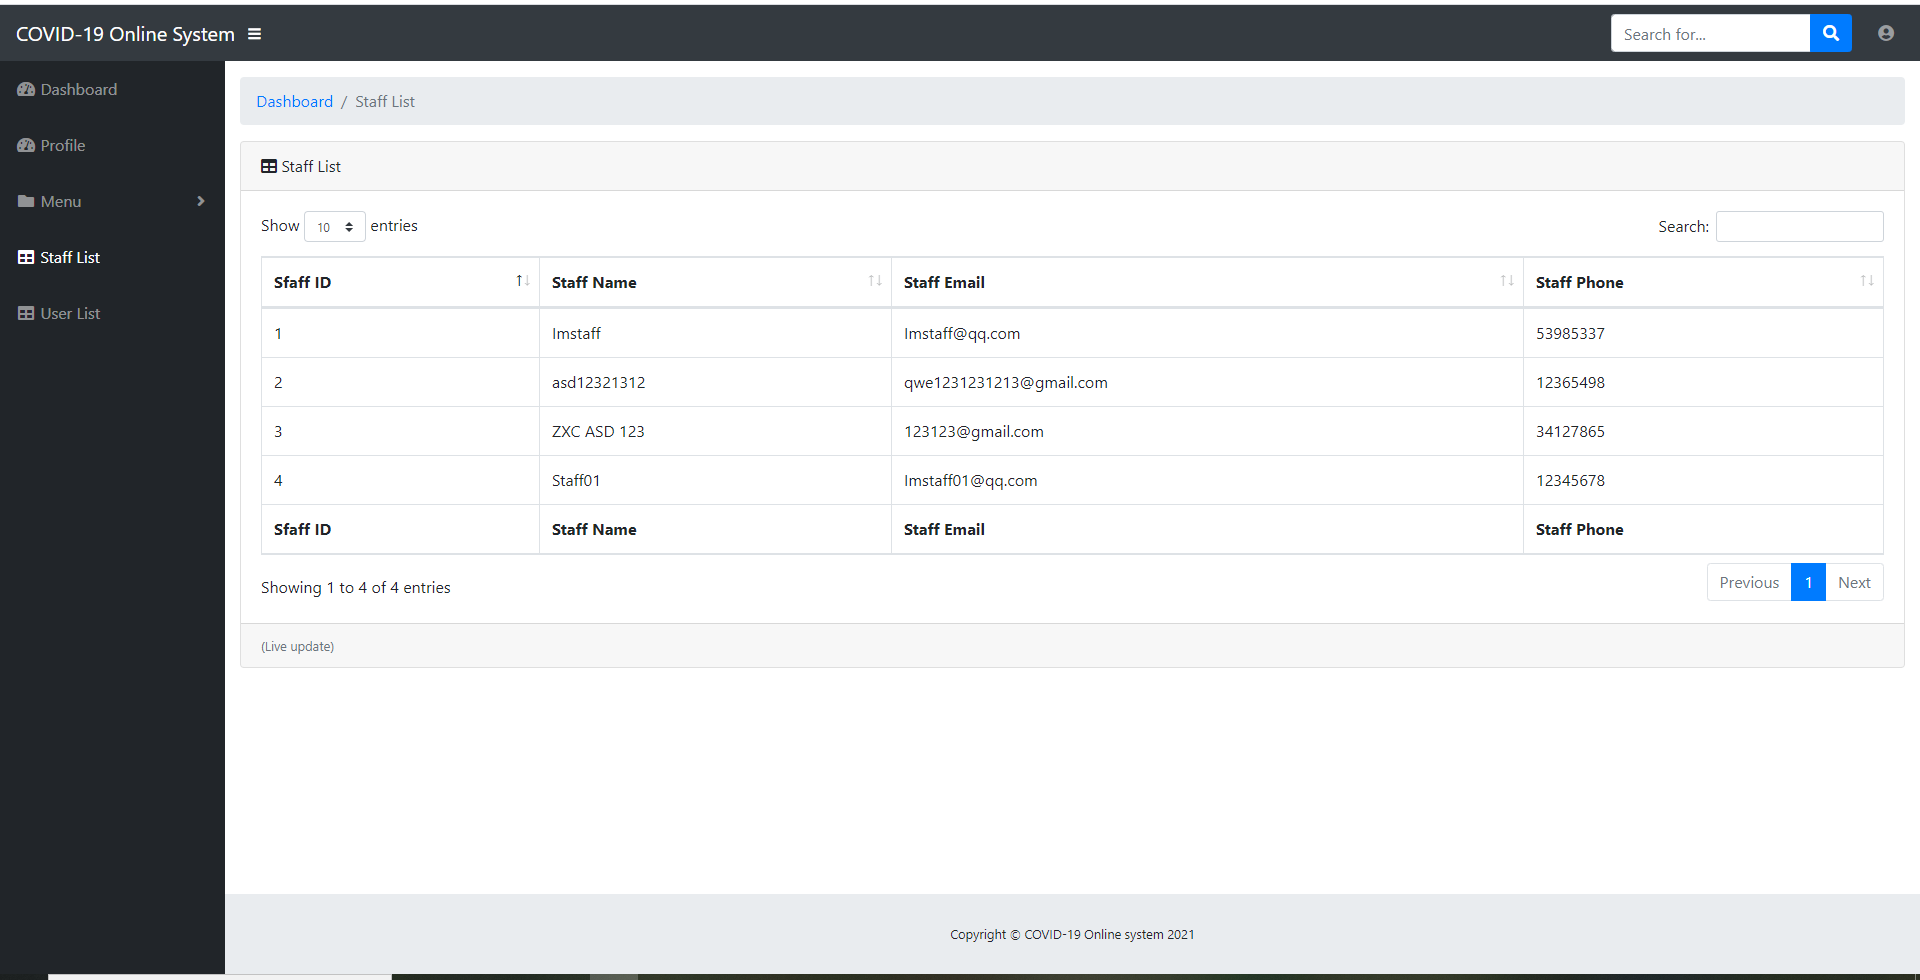 COVID-19 Online System
Search for...
Dashboard
Profile
Menu
Staff List
User List
Dashboard / Staff List
Staff List
Show 10 entries
Search:
Sfaff ID Staff Name Staff Email Staff Phone
1 Imstaff Imstaff@qq.com 53985337
2 asd12321312 qwe1231231213@gmail.com 12365498
3 ZXC ASD 123 123123@gmail.com 34127865
4 Staff01 Imstaff01@qq.com 12345678
Sfaff ID Staff Name Staff Email Staff Phone
Showing 1 to 4 of 4 entries
Previous 1 Next
(Live update)
Copyright © COVID-19 Online system 2021